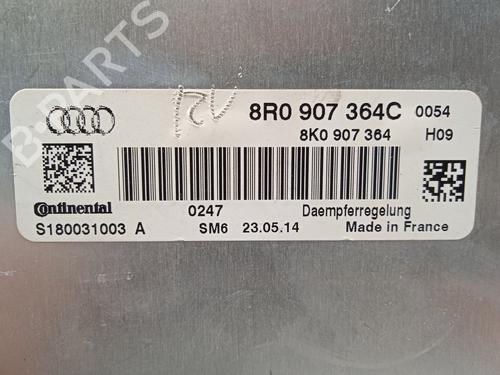 B-PARTS
8R0 907 364C 0054
8K0 907 364 H09
Continental 0247 Daempferregelung
S180031003 A SM6 23.05.14 Made in France